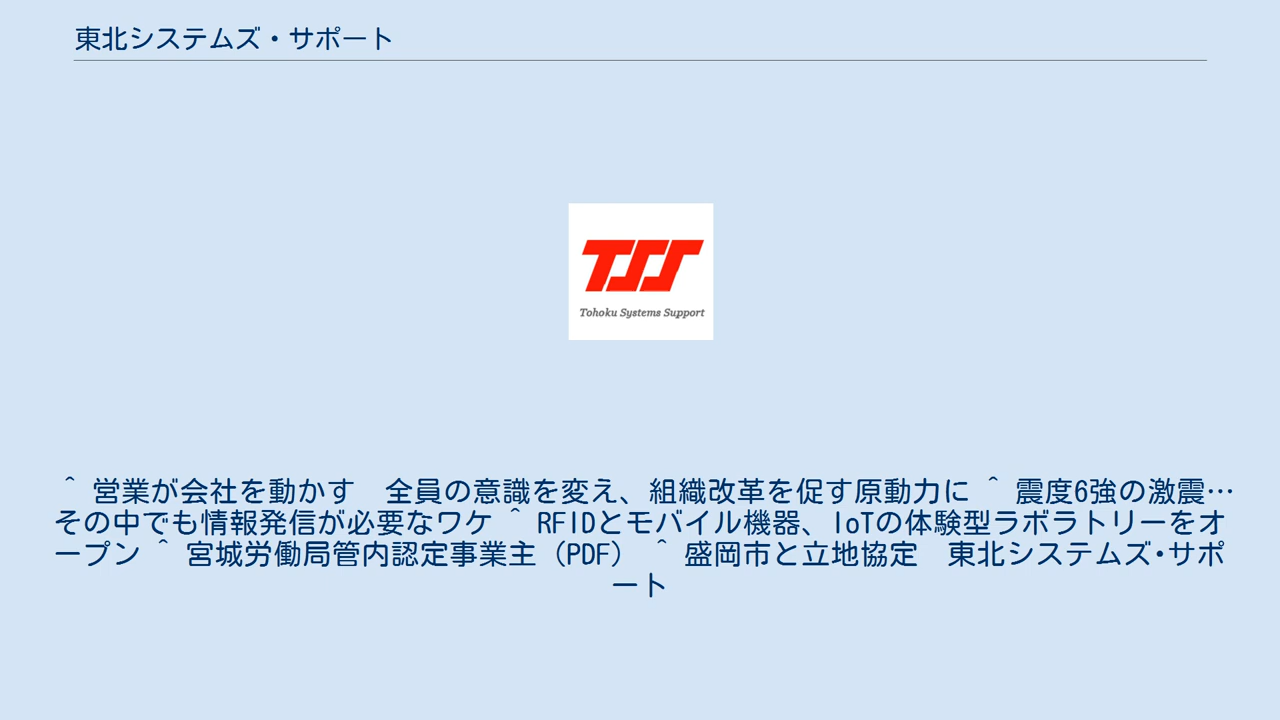 東北システムズ・サポート
TSS
Tohoku Systems Support
^ 営業が会社を動かす　全員の意識を変え、組織改革を促す原動力に ^ 震度6強の激震…
その中でも情報発信が必要なワケ ^ RFIDとモバイル機器、IoTの体験型ラボラトリーをオ
ープン ^ 宮城労働局管内認定事業主（PDF） ^ 盛岡市と立地協定　東北システムズ･サポ
ート